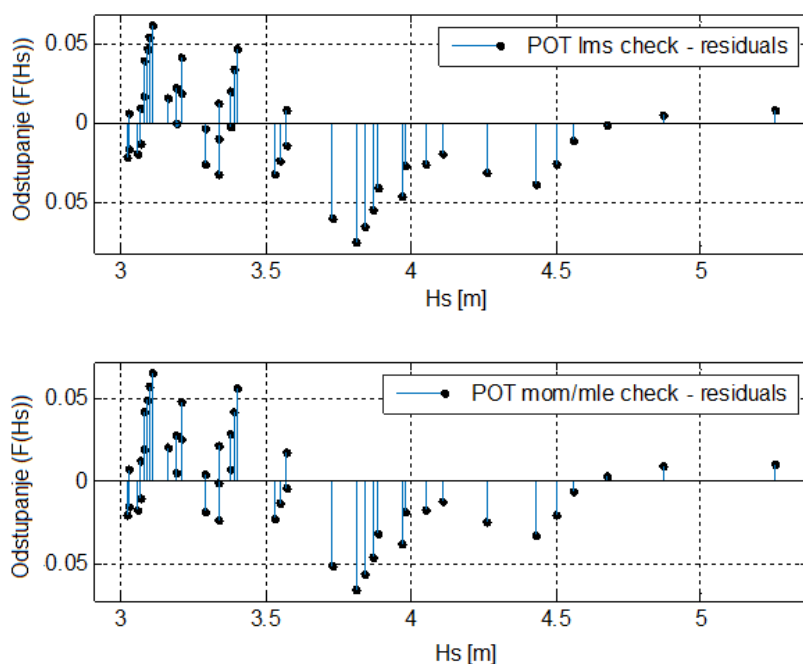 POT lms check - residuals
Odstupanje (F(Hs))
0.05
0
0.05
3 3.5 4 4.5 5
Hs [m]
POT mom/mle check - residuals
Odstupanje (F(Hs))
0.05
0
0.05
3 3.5 4 4.5 5
Hs [m]